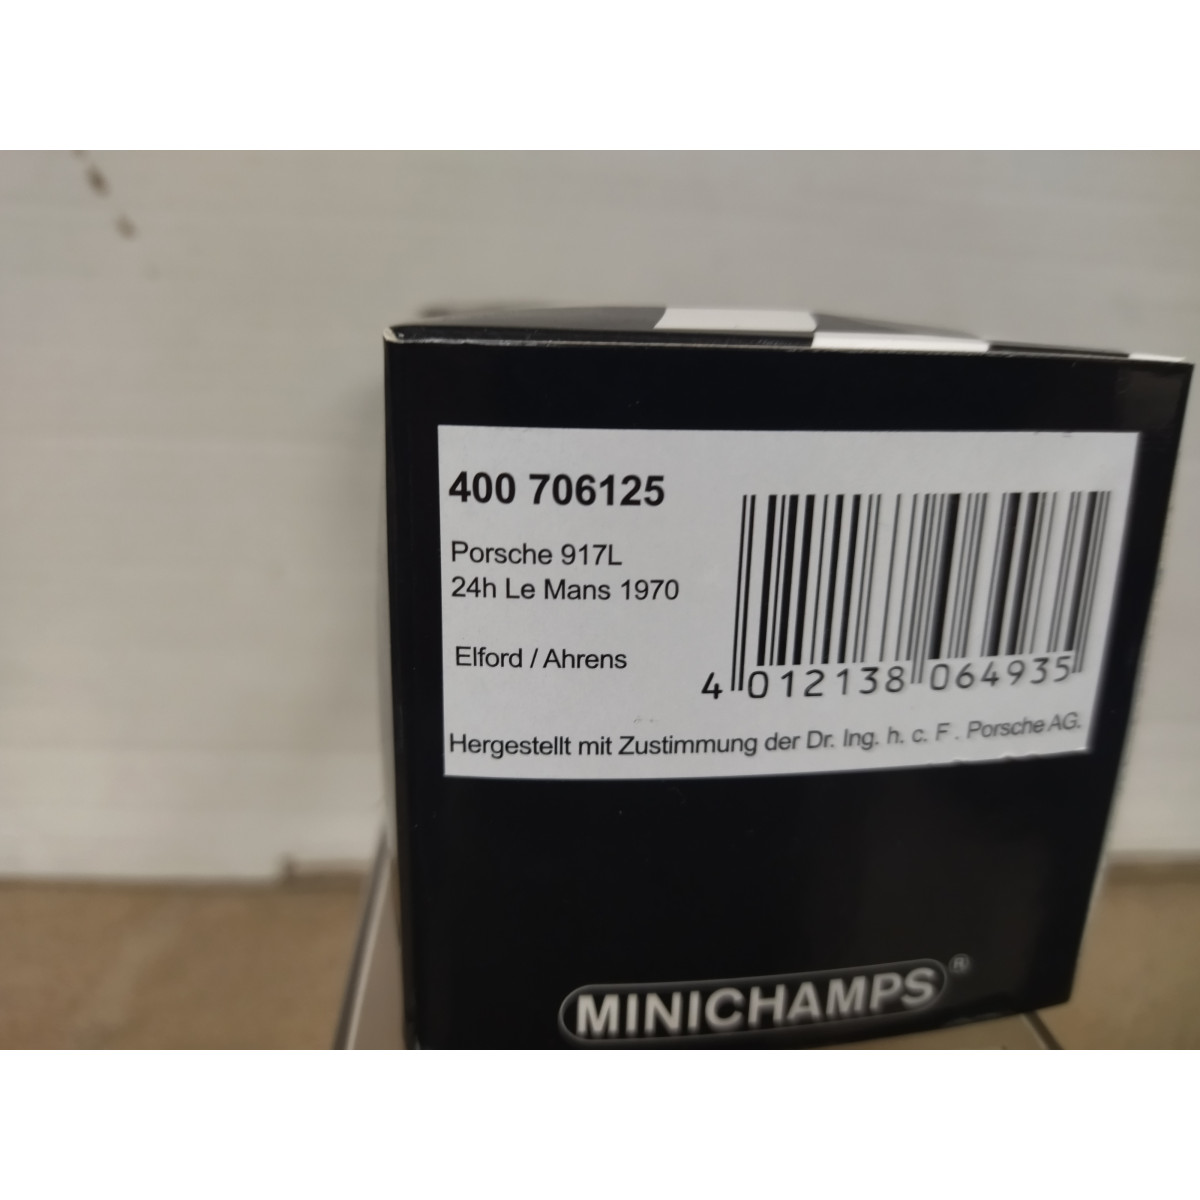 400 706125
Porsche 917L
24h Le Mans 1970
Elford / Ahrens
4 012138 064935
Hergestellt mit Zustimmung der Dr. Ing. h. c. F . Porsche AG.
MINICHAMPS®